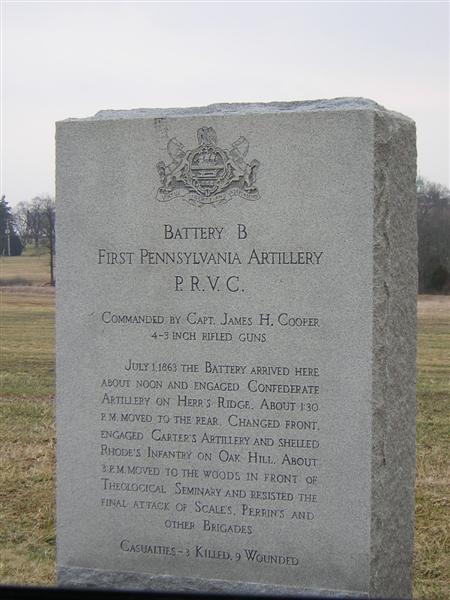 Battery B
First Pennsylvania Artillery
P.R.V.C.
Commanded by Capt. James H. Cooper
4-3 inch rifled guns
July 1, 1863 the Battery arrived here
about noon and engaged Confederate
Artillery on Herr's Ridge. About 1:30
P.M. moved to the rear. Changed front,
engaged Carter's Artillery and shelled
Rhode's Infantry on Oak Hill. About
3 P.M. moved to the woods in front of
Theological Seminary and resisted the
final attack of Scale's, Perrin's and
other Brigades
Casualties - 3 Killed, 9 Wounded